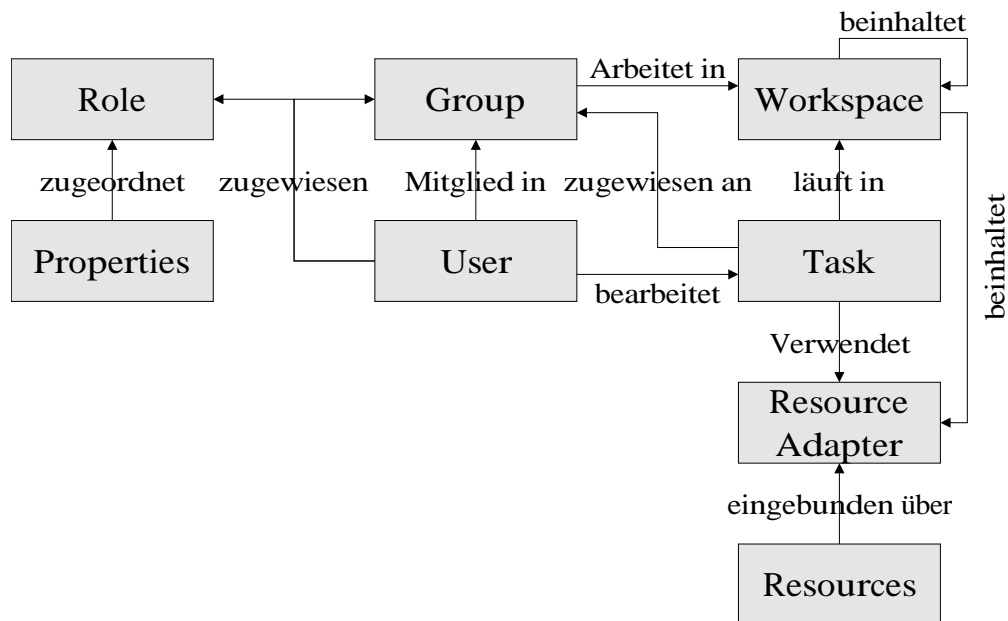 beinhaltet
Arbeitet in
Role
Group
Workspace
zugeordnet
zugewiesen
Mitglied in
zugewiesen an
läuft in
beinhaltet
Properties
User
Task
bearbeitet
Verwendet
Resource
Adapter
eingebunden über
Resources